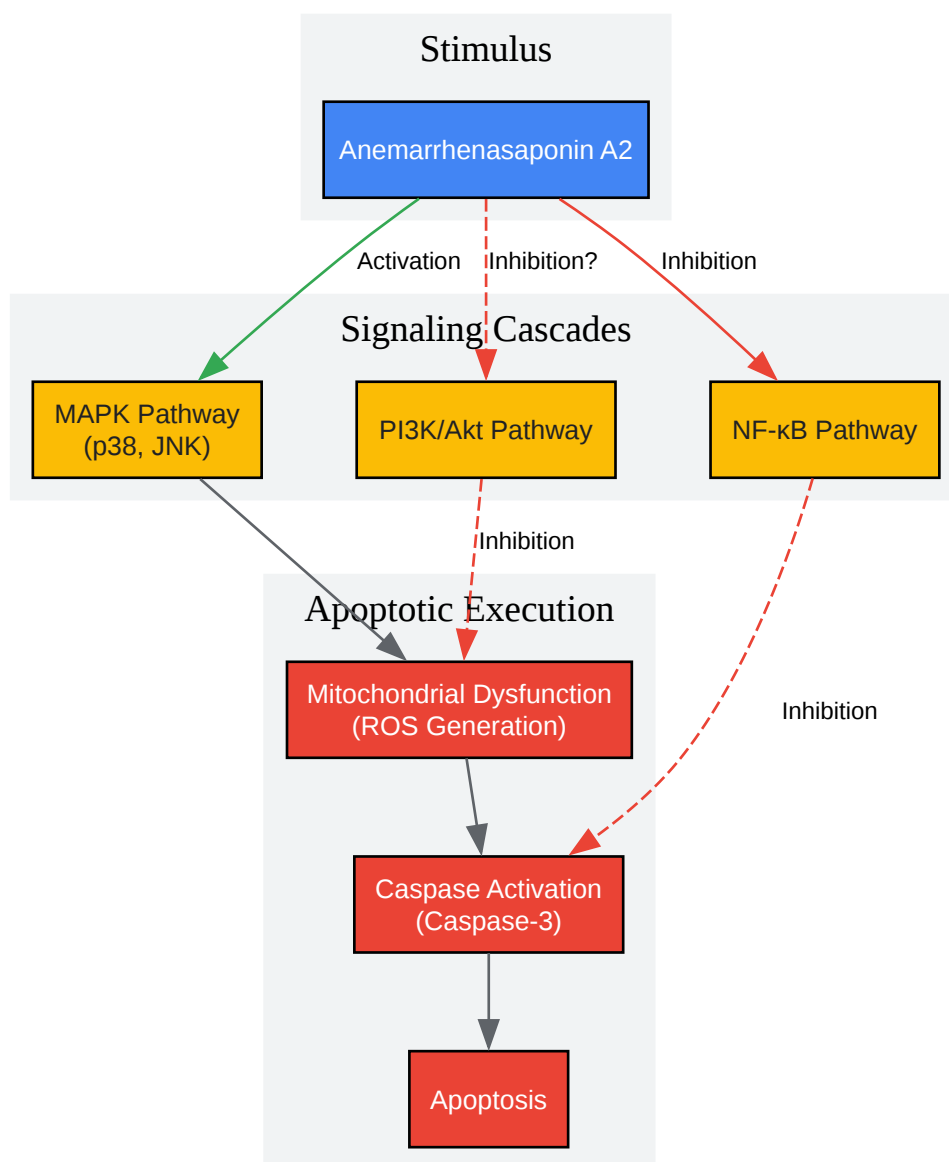 Stimulus
Anemarrhenasaponin A2
Activation
Inhibition?
Inhibition
Signaling Cascades
MAPK Pathway
(p38, JNK)
PI3K/Akt Pathway
NF-κB Pathway
Inhibition
Apoptotic Execution
Mitochondrial Dysfunction
(ROS Generation)
Inhibition
Caspase Activation
(Caspase-3)
Apoptosis